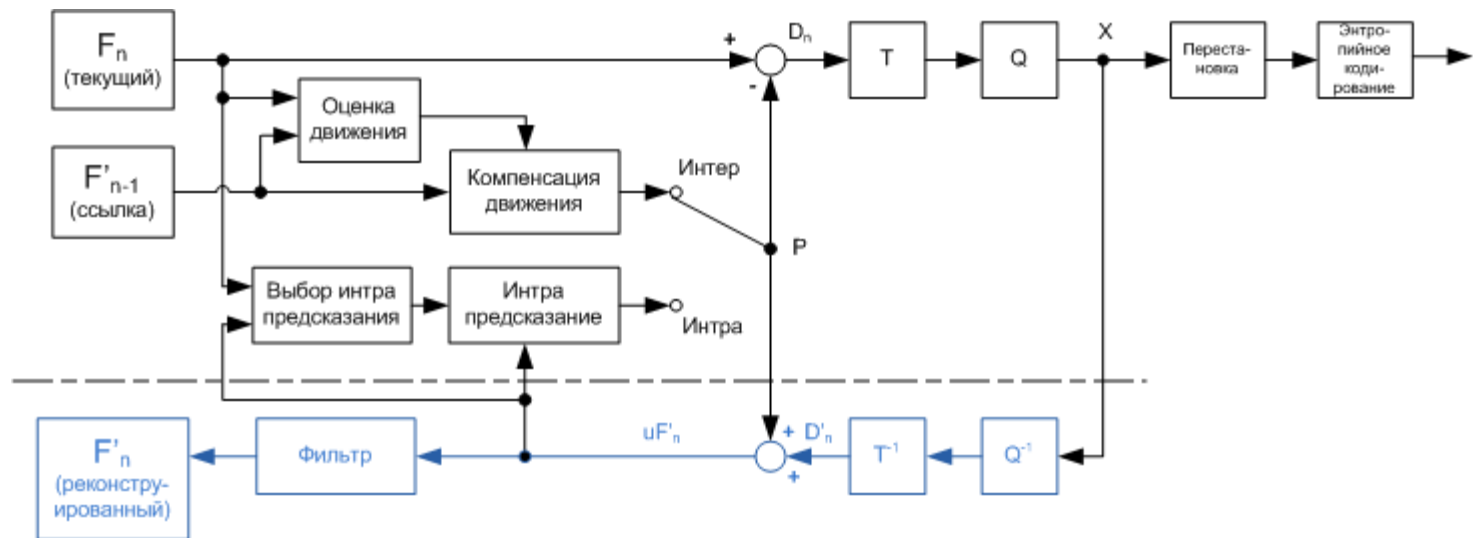 Fn
(текущий)
+
Dn
-
T
Q
X
Переста-
новка
Энтро-
пийное
коди-
рование
Оценка
движения
F'n-1
(ссылка)
Компенсация
движения
Интер
P
Выбор интра
предсказания
Интра
предсказание
Интра
F'n
(реконстру-
ированный)
Фильтр
uF'n
+
D'n
+
T-1
Q-1